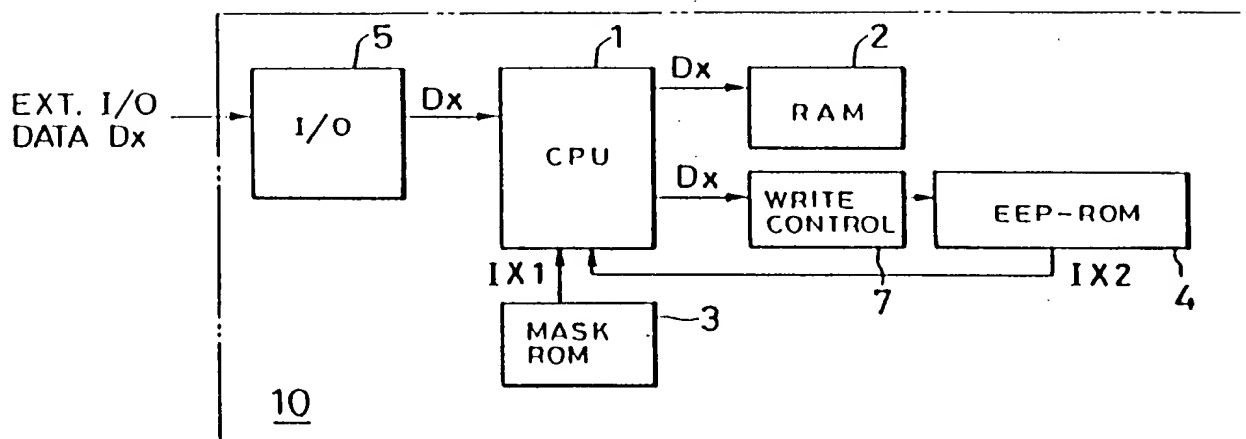 5
1
2
EXT. I/O
DATA Dx
I/O
Dx
CPU
Dx
RAM
Dx
WRITE
CONTROL
EEP-ROM
IX1
IX2
7
4
MASK
ROM
3
10